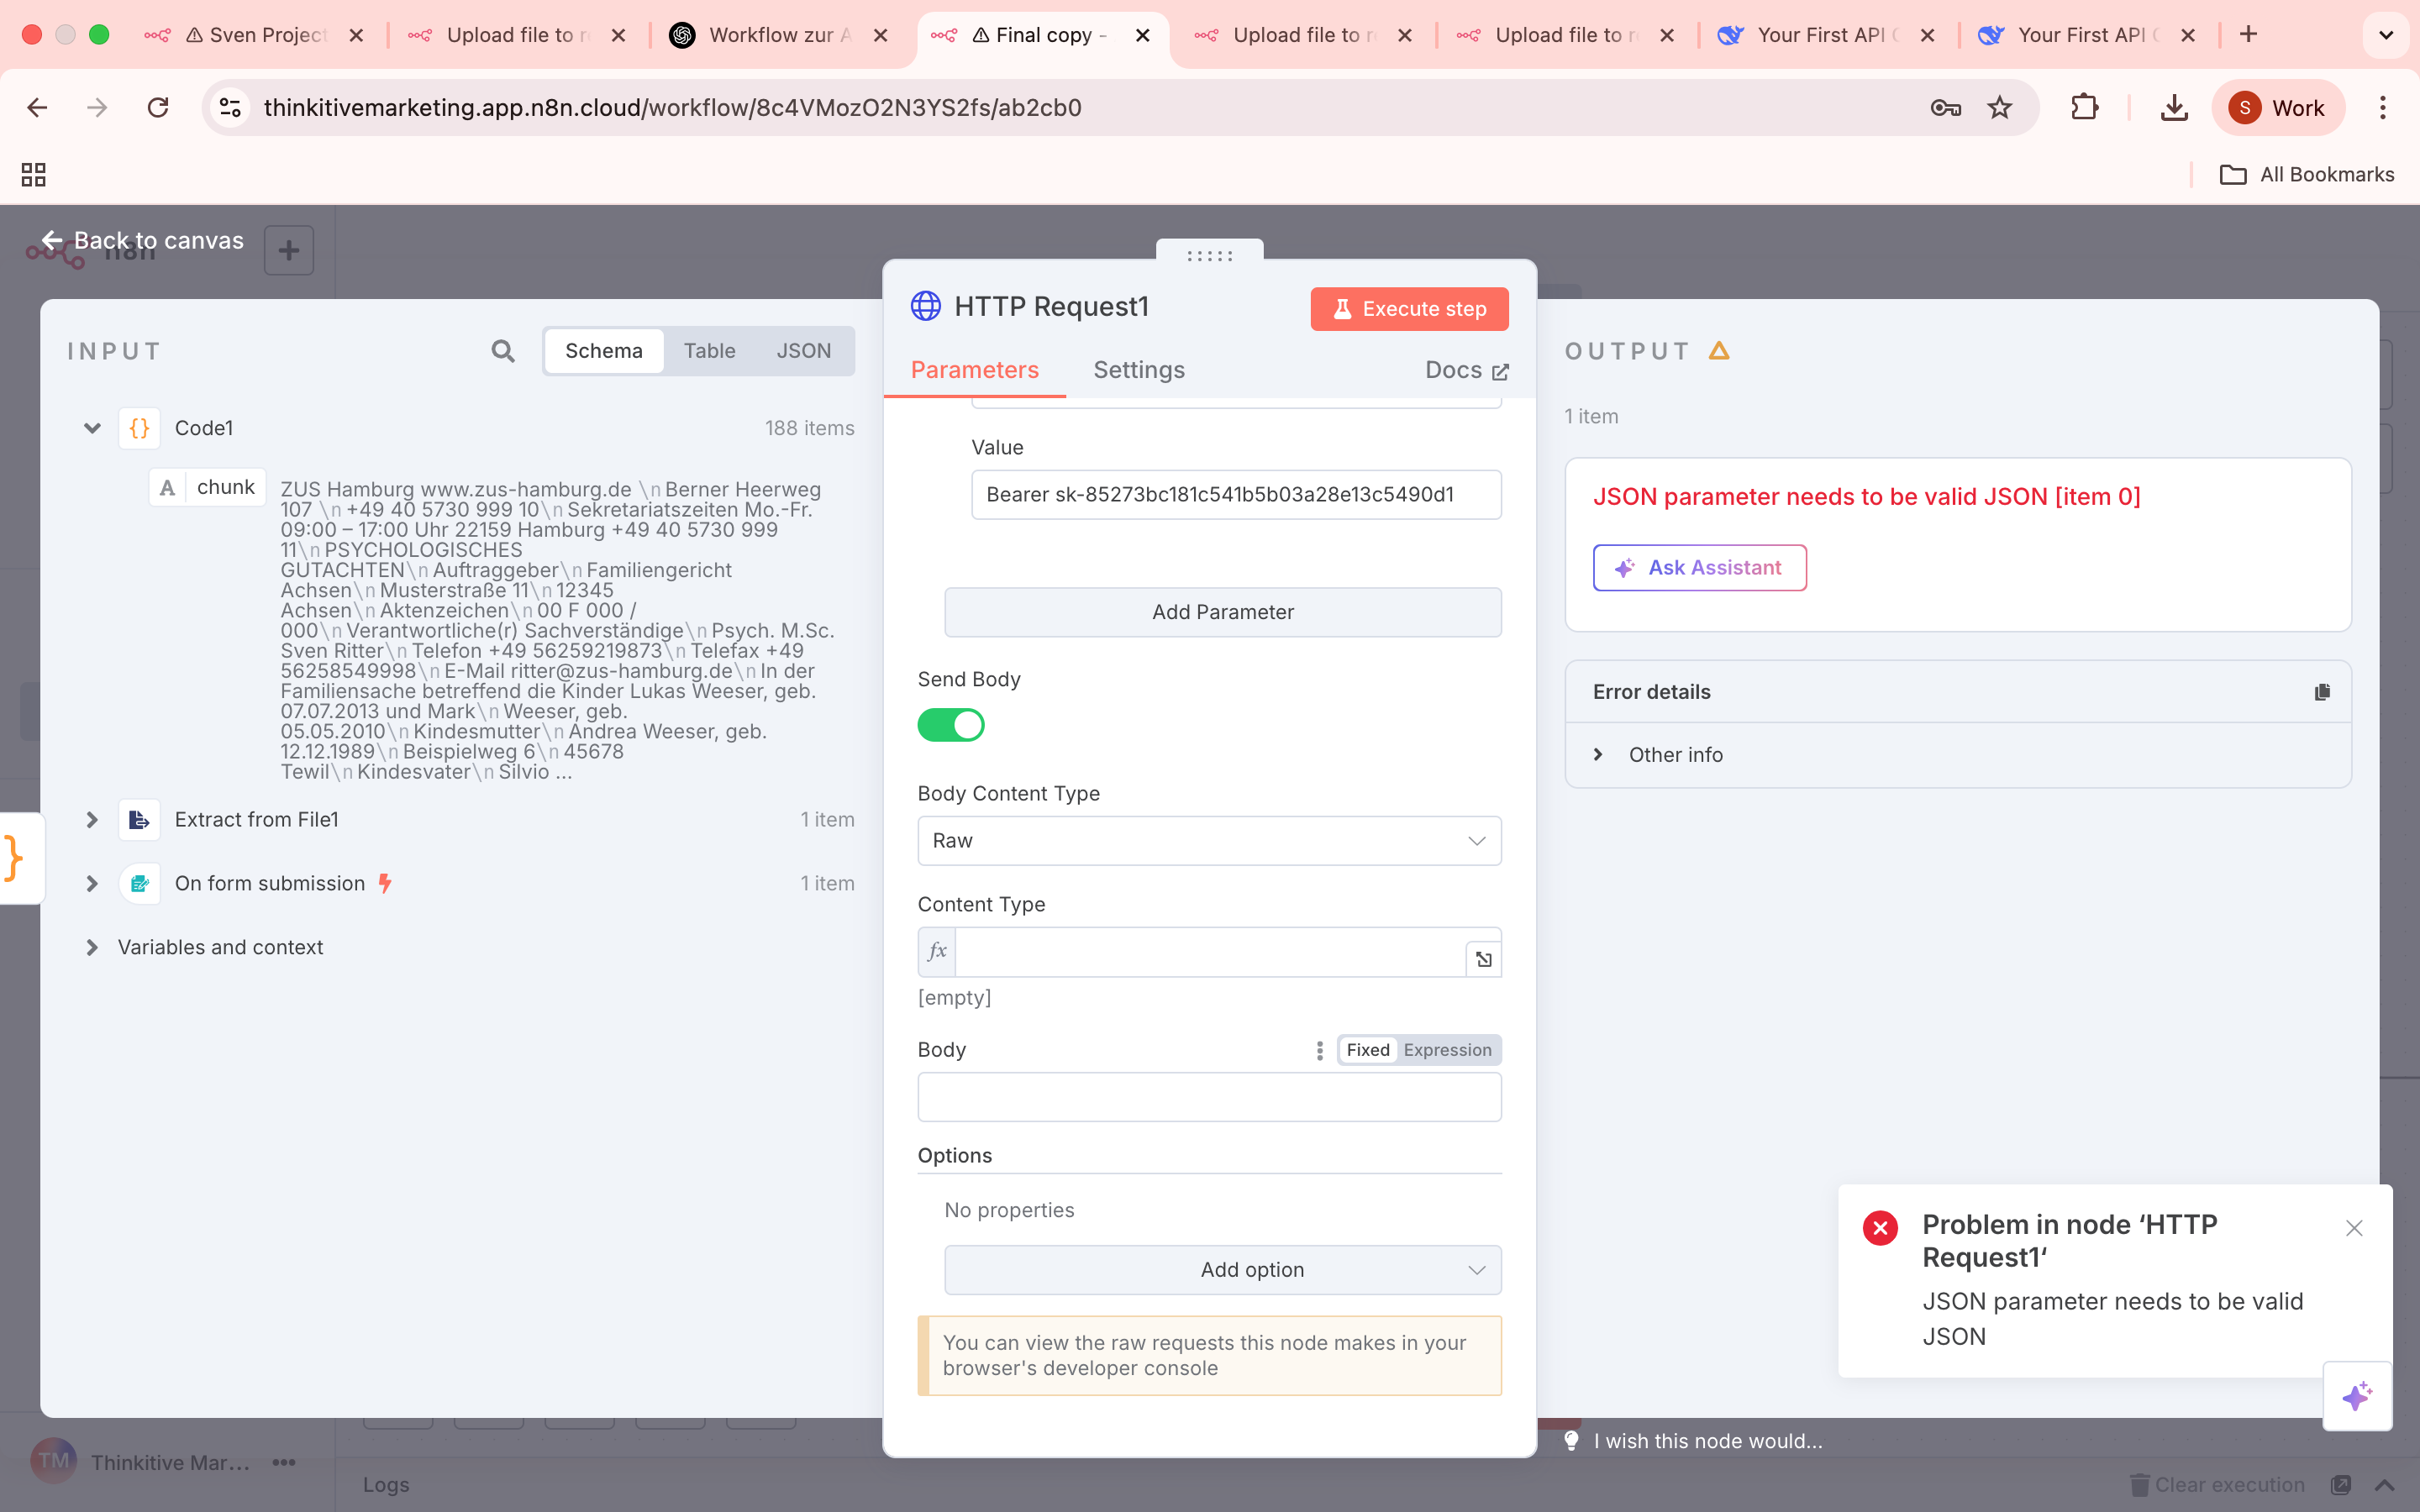 ⚠ Sven Project
Upload file to r
Workflow zur A
⚠ Final copy -
Upload file to r
Upload file to r
Your First API C
Your First API C
thinkitivemarketing.app.n8n.cloud/workflow/8c4VMozO2N3YS2fs/ab2cb0
S Work
All Bookmarks
Back to canvas
n8n
INPUT
Schema Table JSON
Code1 188 items
A chunk
ZUS Hamburg www.zus-hamburg.de \n Berner Heerweg
107 \n +49 40 5730 999 10\n Sekretariatszeiten Mo.-Fr.
09:00 – 17:00 Uhr 22159 Hamburg +49 40 5730 999
11\n PSYCHOLOGISCHES
GUTACHTEN\n Auftraggeber\n Familiengericht
Achsen\n Musterstraße 11\n 12345
Achsen\n Aktenzeichen\n 00 F 000 /
000\n Verantwortliche(r) Sachverständige\n Psych. M.Sc.
Sven Ritter\n Telefon +49 56259219873\n Telefax +49
56258549998\n E-Mail ritter@zus-hamburg.de\n In der
Familiensache betreffend die Kinder Lukas Weeser, geb.
07.07.2013 und Mark\n Weeser, geb.
05.05.2010\n Kindesmutter\n Andrea Weeser, geb.
12.12.1989\n Beispielweg 6\n 45678
Tewil\n Kindesvater\n Silvio ...
Extract from File1 1 item
On form submission 1 item
Variables and context
HTTP Request1
Execute step
Parameters Settings Docs
Value
Bearer sk-85273bc181c541b5b03a28e13c5490d1
Add Parameter
Send Body
Body Content Type
Raw
Content Type
fx
[empty]
Body
Fixed Expression
Options
No properties
Add option
You can view the raw requests this node makes in your
browser's developer console
OUTPUT
1 item
JSON parameter needs to be valid JSON [item 0]
Ask Assistant
Error details
Other info
Problem in node ‘HTTP
Request1‘
JSON parameter needs to be valid
JSON
I wish this node would...
TM Thinkitive Mar...
Logs
Clear execution